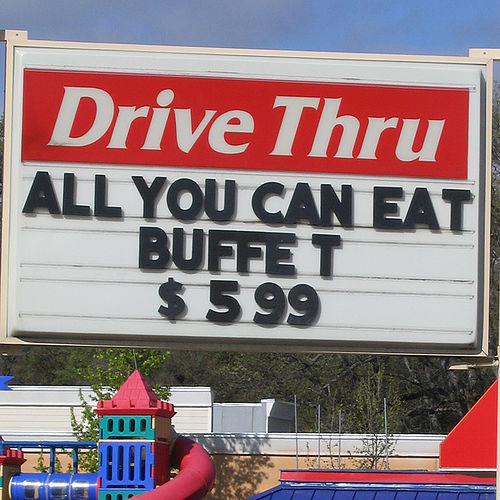 Drive Thru
ALL YOU CAN EAT
BUFFE T
$ 5 99